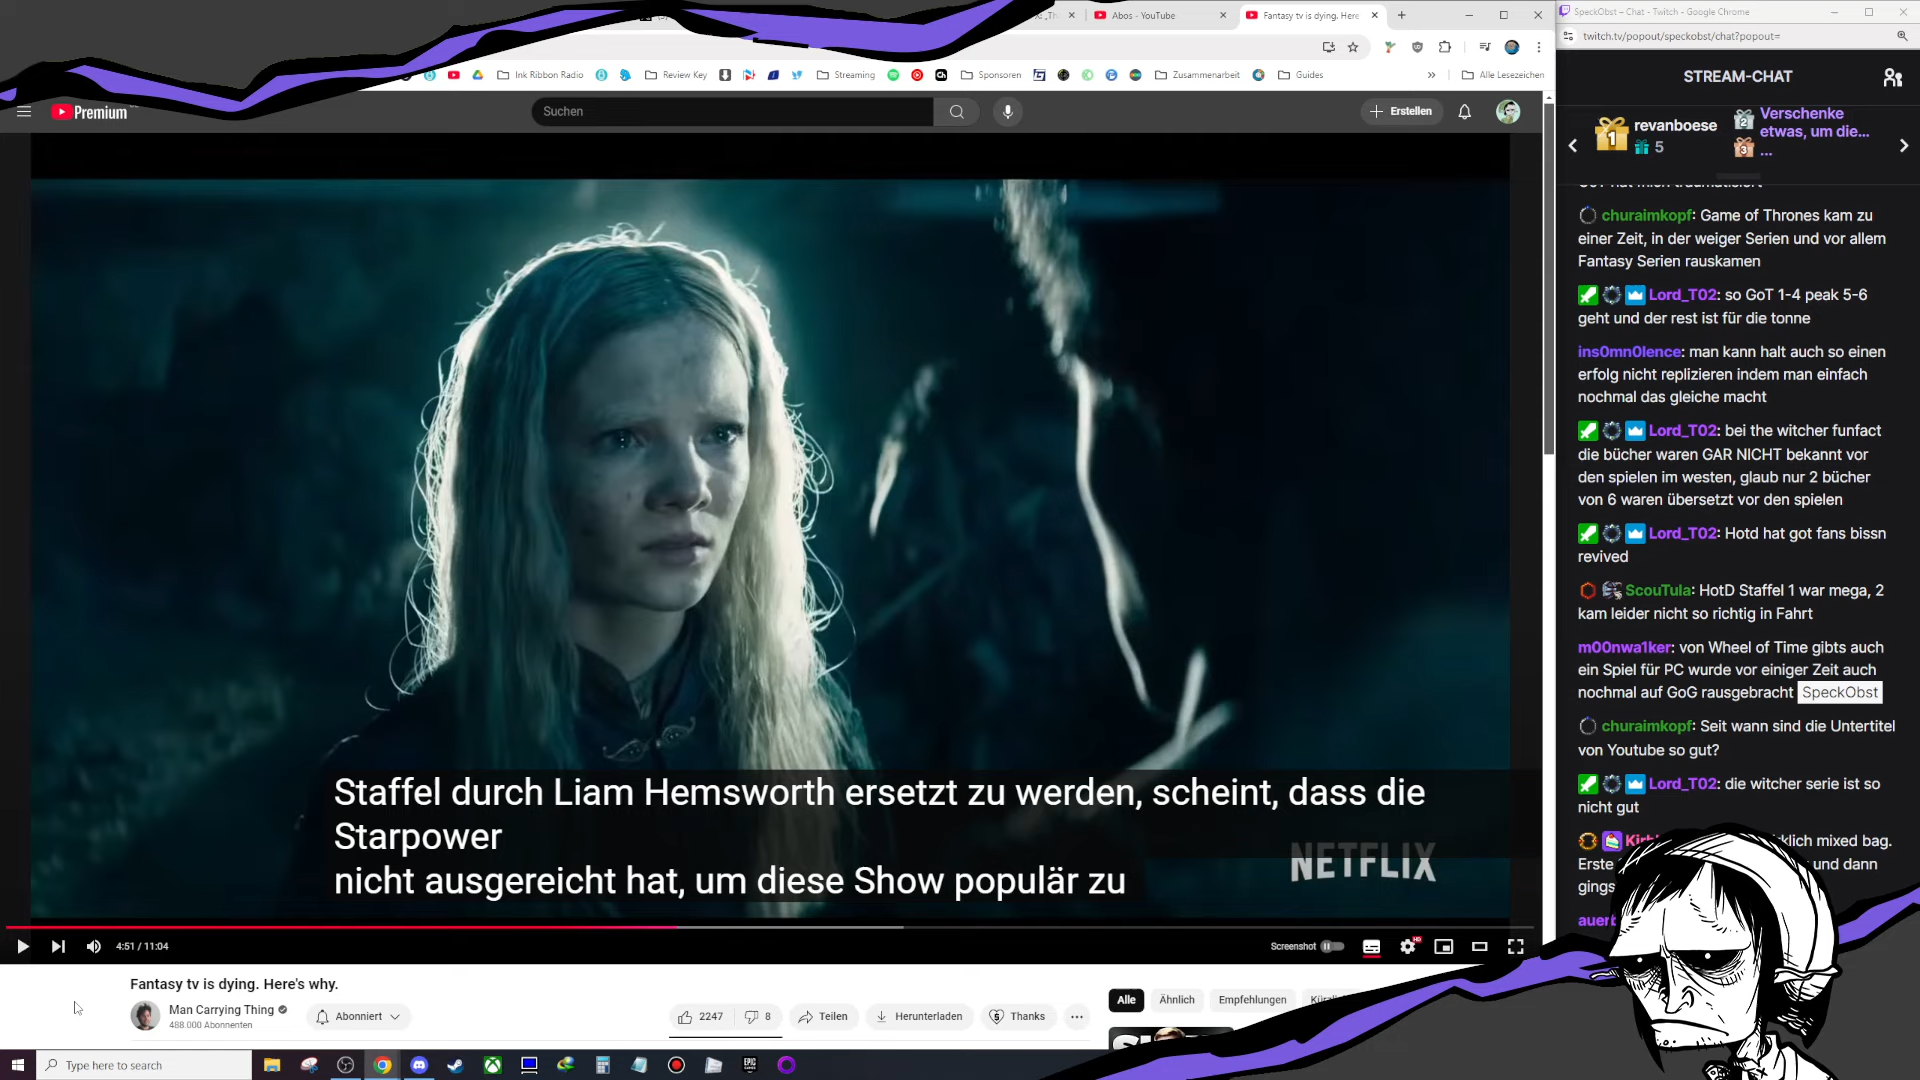 Abos - YouTube
Fantasy tv is dying. Here
SpeckObst – Chat - Twitch - Google Chrome
twitch.tv/popout/speckobst/chat?popout=
Ink Ribbon Radio
Review Key
Streaming
Sponsoren
Zusammenarbeit
Guides
Alle Lesezeichen
Premium
Suchen
Erstellen
STREAM-CHAT
1
revanboese
5
2
3
Verschenke
etwas, um die...
...
churaimkopf: Game of Thrones kam zu
einer Zeit, in der weiger Serien und vor allem
Fantasy Serien rauskamen
Lord_T02: so GoT 1-4 peak 5-6
geht und der rest ist für die tonne
ins0mn0lence: man kann halt auch so einen
erfolg nicht replizieren indem man einfach
nochmal das gleiche macht
Lord_T02: bei the witcher funfact
die bücher waren GAR NICHT bekannt vor
den spielen im westen, glaub nur 2 bücher
von 6 waren übersetzt vor den spielen
Lord_T02: Hotd hat got fans bissn
revived
ScouTula: HotD Staffel 1 war mega, 2
kam leider nicht so richtig in Fahrt
m00nwa1ker: von Wheel of Time gibts auch
ein Spiel für PC wurde vor einiger Zeit auch
nochmal auf GoG rausgebracht SpeckObst
churaimkopf: Seit wann sind die Untertitel
von Youtube so gut?
Lord_T02: die witcher serie ist so
nicht gut
mixed bag.
Erste und dann
Staffel durch Liam Hemsworth ersetzt zu werden, scheint, dass die
Starpower
nicht ausgereicht hat, um diese Show populär zu
NETFLIX
4:51 / 11:04
Screenshot
HD
Fantasy tv is dying. Here's why.
Man Carrying Thing
488.000 Abonnenten
Abonniert
2247
8
Teilen
Herunterladen
Thanks
Alle
Ähnlich
Empfehlungen
Type here to search